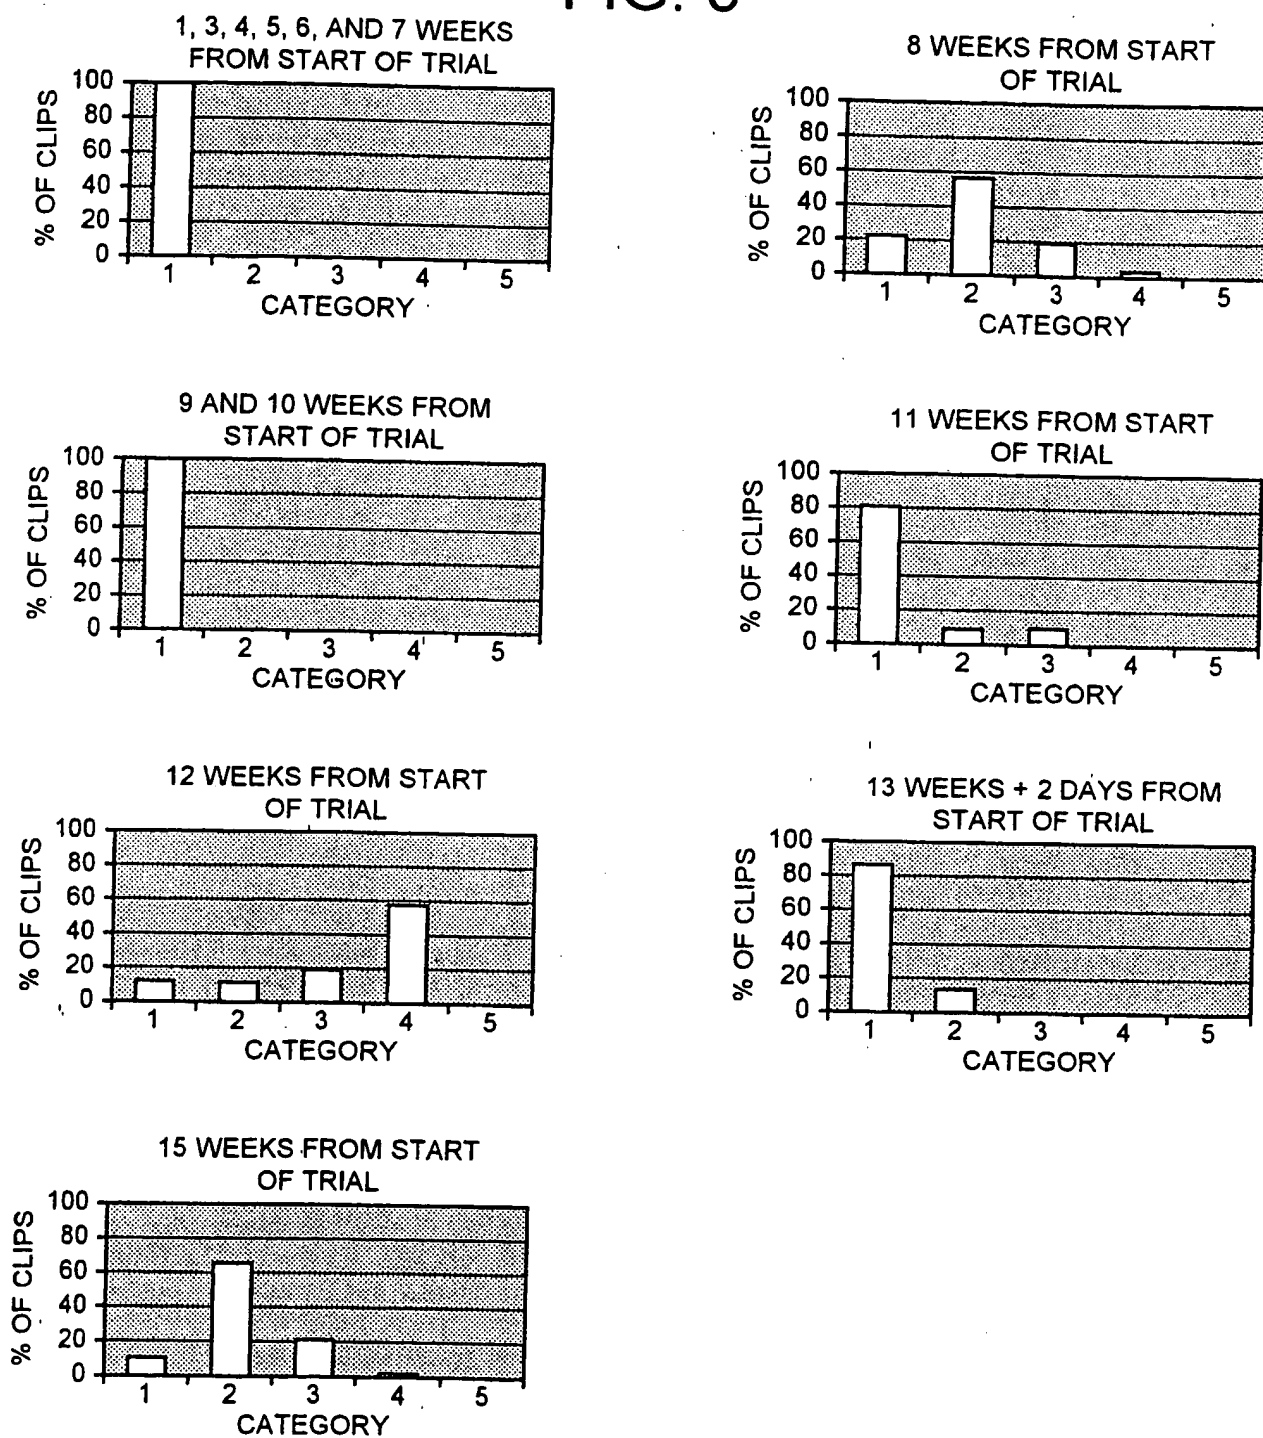 1, 3, 4, 5, 6, AND 7 WEEKS
FROM START OF TRIAL
100
80
60
40
20
0
% OF CLIPS
1 2 3 4 5
CATEGORY
8 WEEKS FROM START
OF TRIAL
100
80
60
40
20
0
% OF CLIPS
1 2 3 4 5
CATEGORY
9 AND 10 WEEKS FROM
START OF TRIAL
100
80
60
40
20
0
% OF CLIPS
1 2 3 4 5
CATEGORY
11 WEEKS FROM START
OF TRIAL
100
80
60
40
20
0
% OF CLIPS
1 2 3 4 5
CATEGORY
12 WEEKS FROM START
OF TRIAL
100
80
60
40
20
0
% OF CLIPS
1 2 3 4 5
CATEGORY
13 WEEKS + 2 DAYS FROM
START OF TRIAL
100
80
60
40
20
0
% OF CLIPS
1 2 3 4 5
CATEGORY
15 WEEKS FROM START
OF TRIAL
100
80
60
40
20
0
% OF CLIPS
1 2 3 4 5
CATEGORY